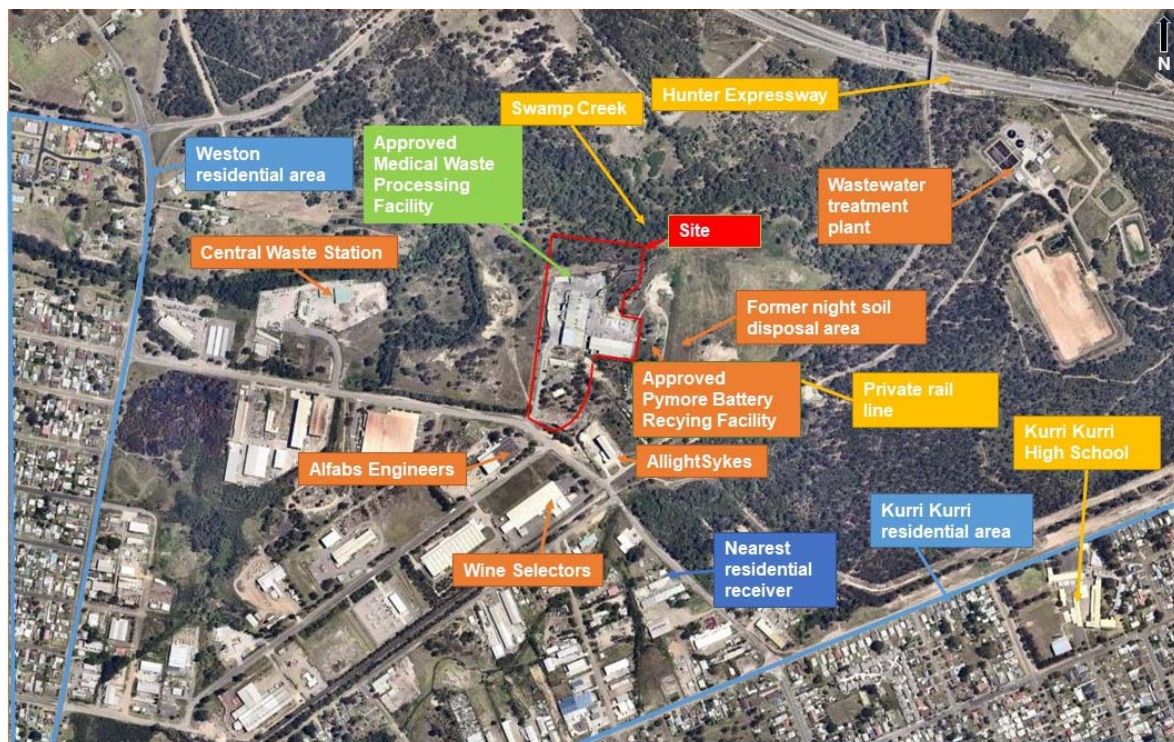 N
Hunter Expressway
Swamp Creek
Approved
Medical Waste
Processing
Facility
Weston
residential area
Wastewater
treatment
plant
Site
Central Waste Station
Former night soil
disposal area
Approved
Pymore Battery
Recying Facility
Private rail
line
Kurri Kurri
High School
Alfabs Engineers
AllightSykes
Kurri Kurri
residential area
Nearest
residential
receiver
Wine Selectors